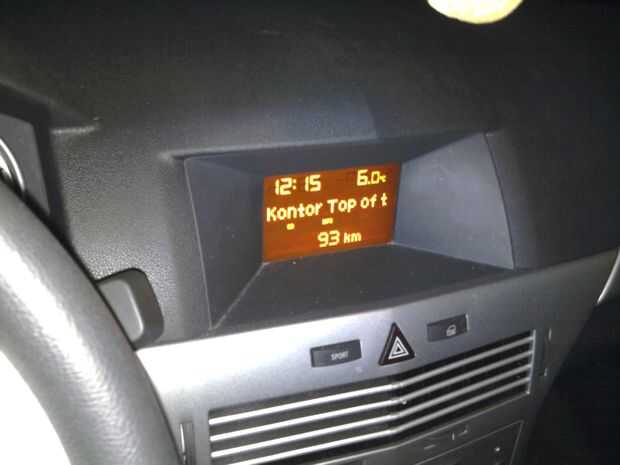 12:15 6.0°c
Kontor Top of t
93 km
SPORT